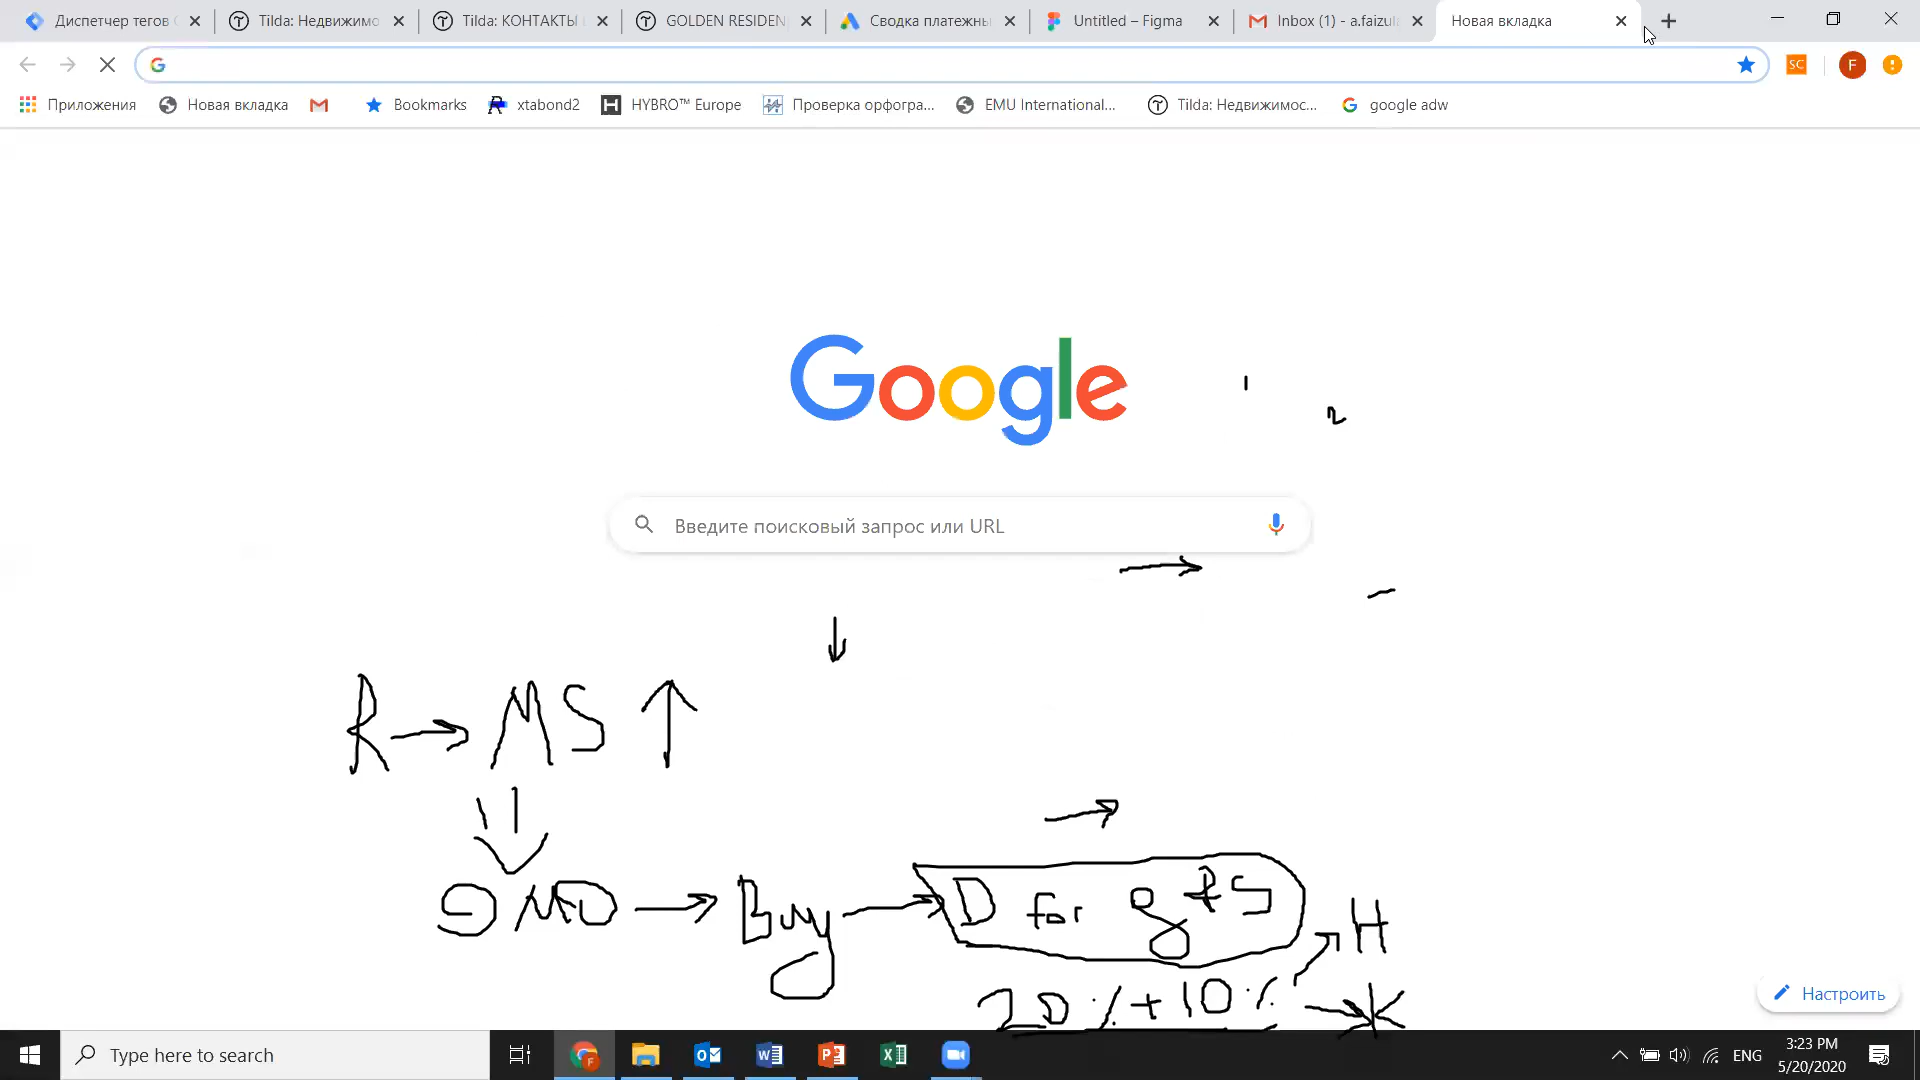 Диспетчер тегов
Tilda: Недвижимо
Tilda: КОНТАКТЫ
GOLDEN RESIDEN
Сводка платежны
Untitled – Figma
Inbox (1) - a.faizul
Новая вкладка
SC
F
Приложения
Новая вкладка
Bookmarks
xtabond2
HYBRO™ Europe
Проверка орфогра...
EMU International...
Tilda: Недвижимос...
google adw
Google
1
2
Введите поисковый запрос или URL
R → MS ↑
→ Buy → D for
H
20% + 10% → K
Настроить
Type here to search
ENG
3:23 PM
5/20/2020